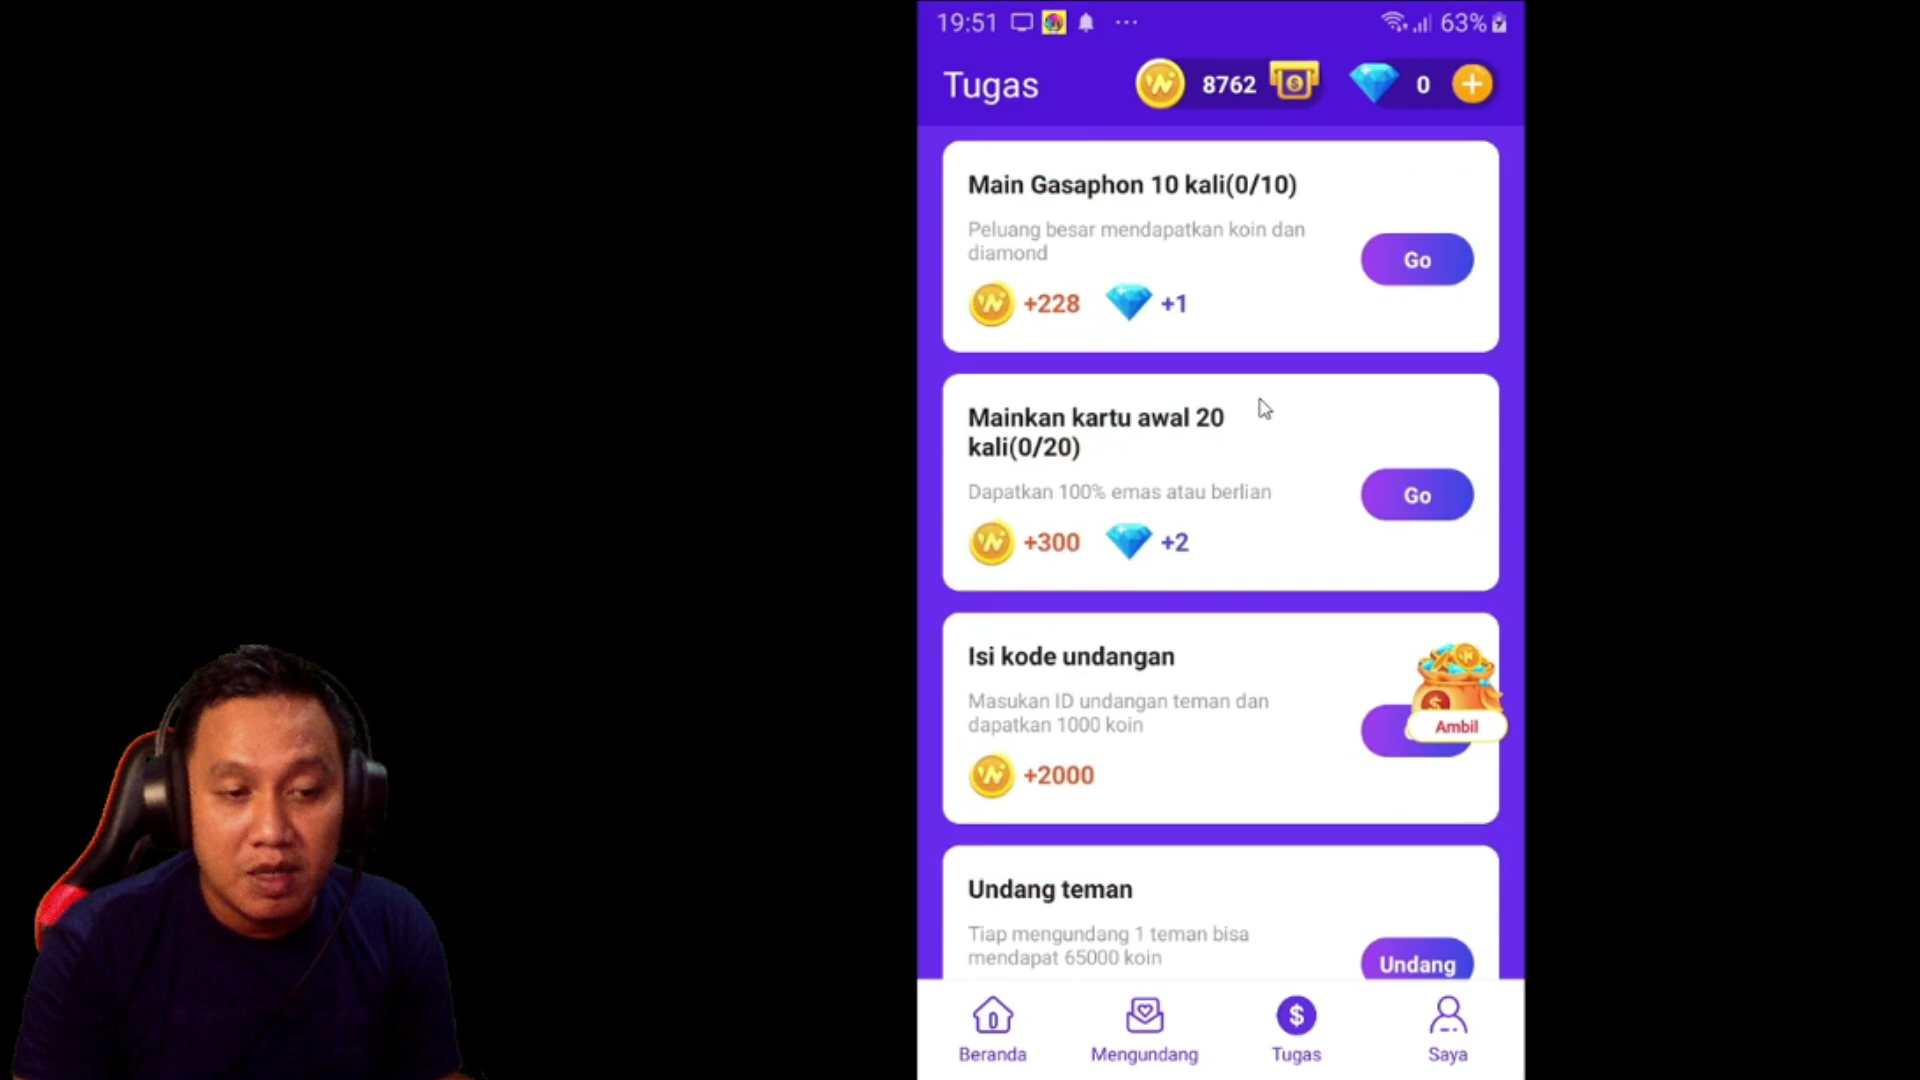 19:51
63%
Tugas
8762
0
Main Gasaphon 10 kali(0/10)
Peluang besar mendapatkan koin dan
diamond
+228
+1
Go
Mainkan kartu awal 20
kali(0/20)
Dapatkan 100% emas atau berlian
+300
+2
Go
Isi kode undangan
Masukan ID undangan teman dan
dapatkan 1000 koin
+2000
Ambil
Undang teman
Tiap mengundang 1 teman bisa
mendapat 65000 koin
Undang
Beranda
Mengundang
Tugas
Saya